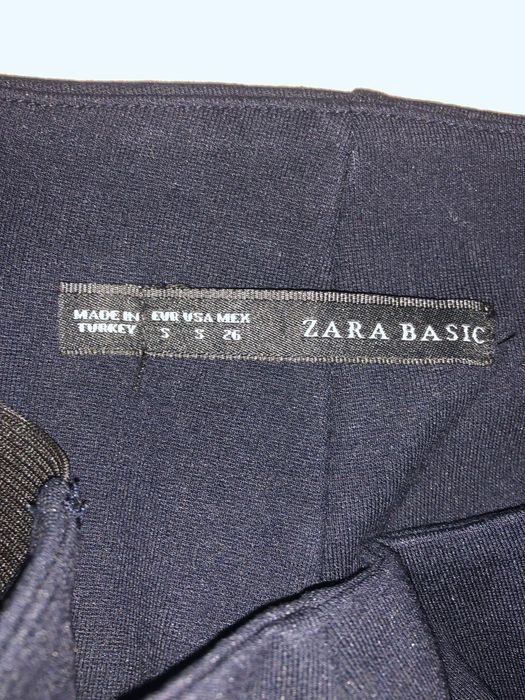 MADE IN TURKEY
EUR USA MEX
S S 26
ZARA BASIC